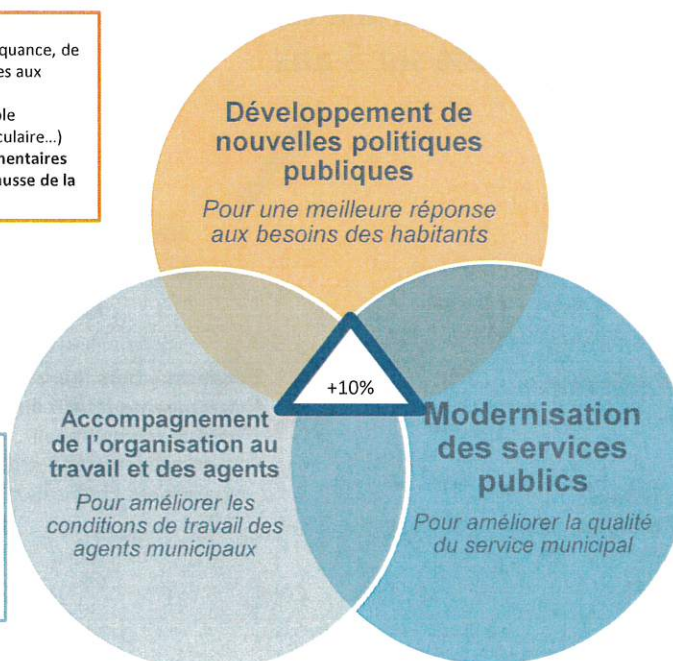 quance, de
es aux
ple
culaire...)
mentaires
ausse de la
Développement de
nouvelles politiques
publiques
Pour une meilleure réponse
aux besoins des habitants
+10%
Accompagnement
de l'organisation au
travail et des agents
Pour améliorer les
conditions de travail des
agents municipaux
Modernisation
des services
publics
Pour améliorer la qualité
du service municipal